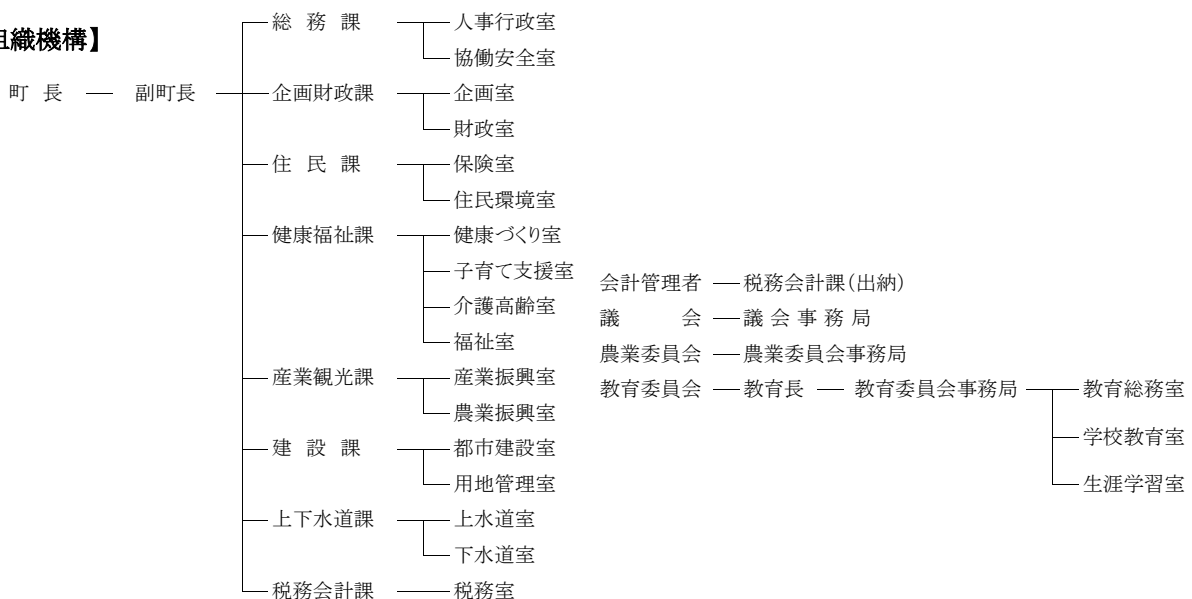 総務課 人事行政室
組織機構】
協働安全室
町長 副町長 企画財政課 企画室
財政室
住民課 保険室
住民環境室
健康福祉課 健康づくり室
子育て支援室
介護高齢室
福祉室
産業観光課 産業振興室
農業振興室
建設課 都市建設室
用地管理室
上下水道課 上水道室
下水道室
税務会計課 税務室
会計管理者 税務会計課(出納)
議会 議会事務局
農業委員会 農業委員会事務局
教育委員会 教育長 教育委員会事務局 教育総務室
学校教育室
生涯学習室